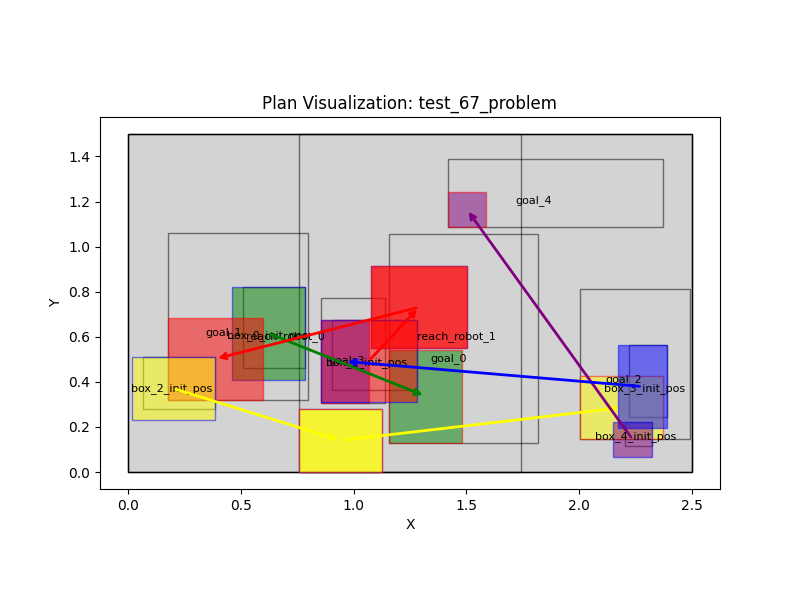 Plan Visualization: test_67_problem
Y
1.4
1.2
1.0
0.8
0.6
0.4
0.2
0.0
goal_4
goal_1
reach_robot_0
reach_robot_1
goal_0
goal_3
goal_2
box_2_init_pos
box_3_init_pos
box_4_init_pos
0.0 0.5 1.0 1.5 2.0 2.5
X